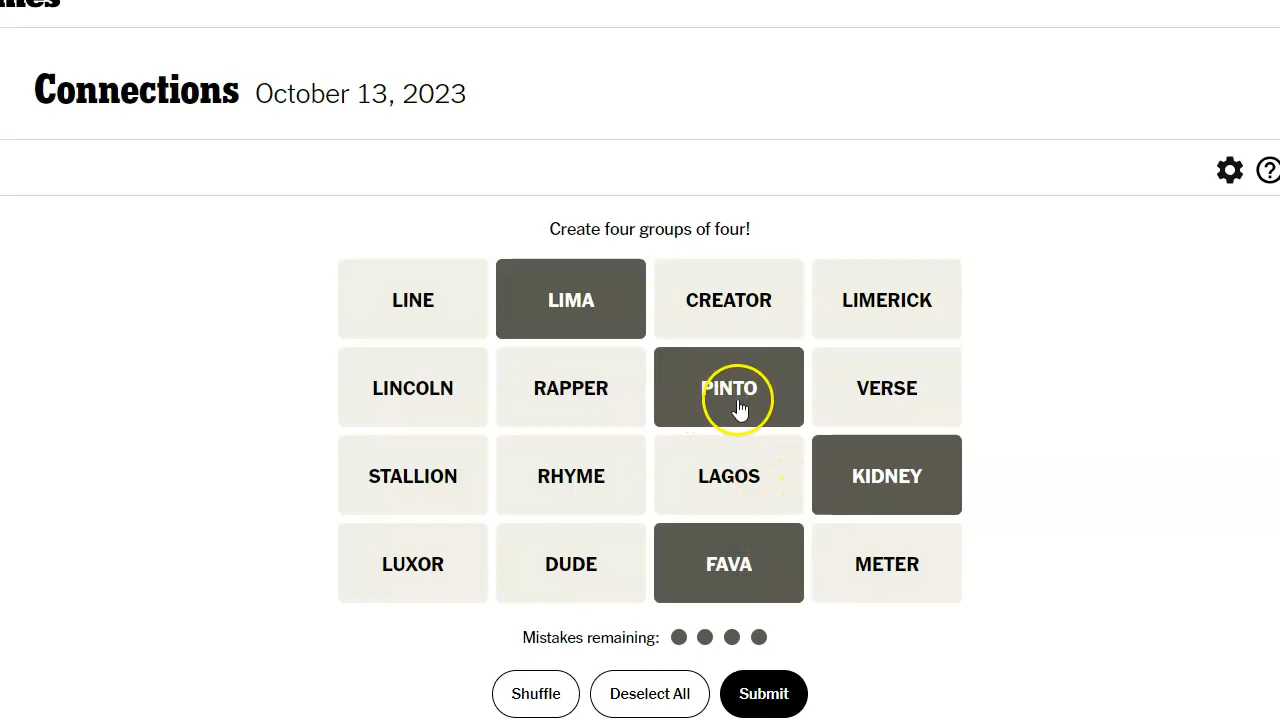 Connections October 13, 2023
Create four groups of four!
LINE LIMA CREATOR LIMERICK
LINCOLN RAPPER PINTO VERSE
STALLION RHYME LAGOS KIDNEY
LUXOR DUDE FAVA METER
Mistakes remaining:
Shuffle Deselect All Submit